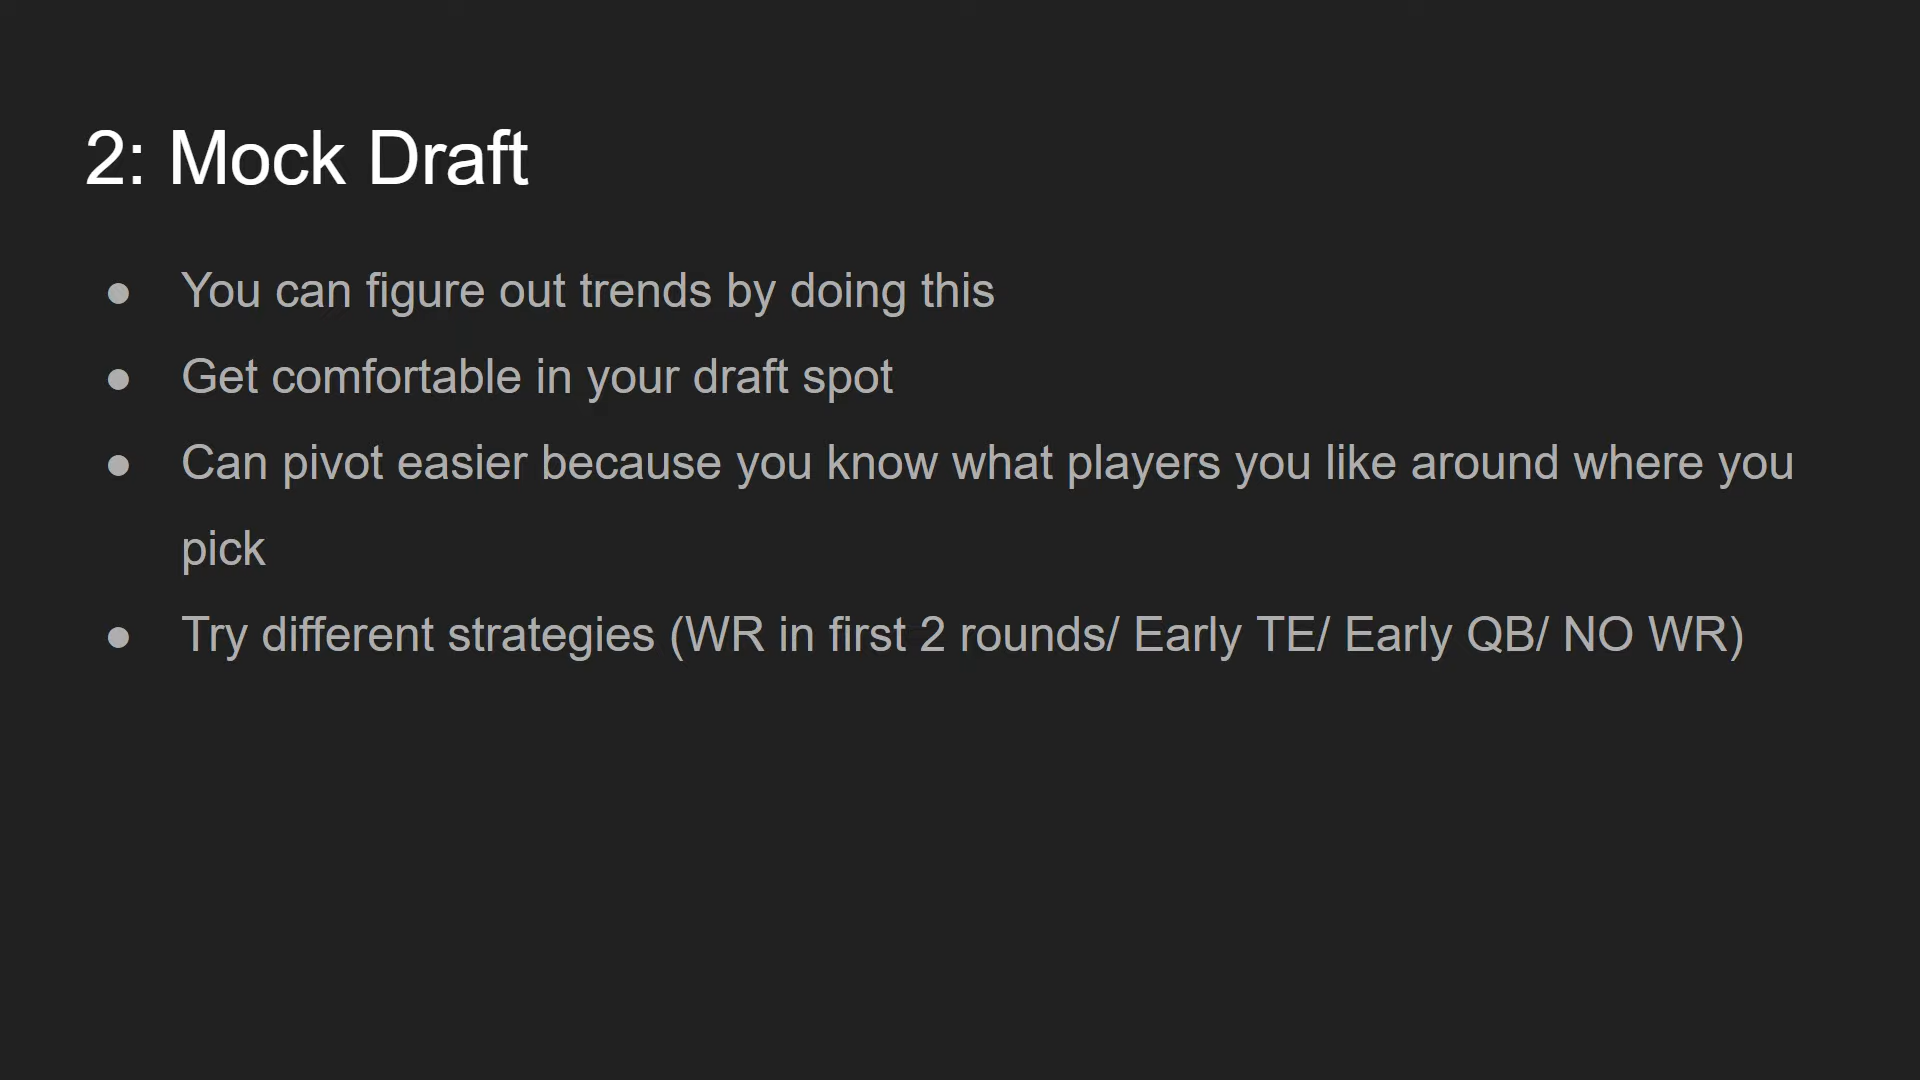 2: Mock Draft
● You can figure out trends by doing this
● Get comfortable in your draft spot
● Can pivot easier because you know what players you like around where you
pick
● Try different strategies (WR in first 2 rounds/ Early TE/ Early QB/ NO WR)